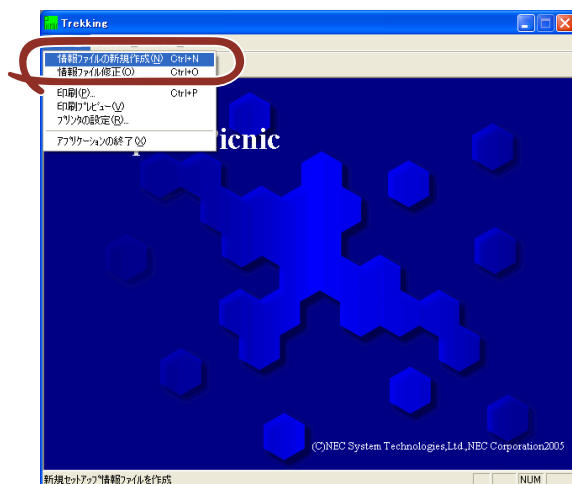 Trekking
情報ファイルの新規作成(N) Ctrl+N
情報ファイル修正(O) Ctrl+O
印刷(P)... Ctrl+P
印刷プレビュー(V)
プリンタの設定(R)...
アプリケーションの終了(X)
icnic
(C)NEC System Technologies,Ltd.,NEC Corporation2005
新規セットアップ情報ファイルを作成
NUM